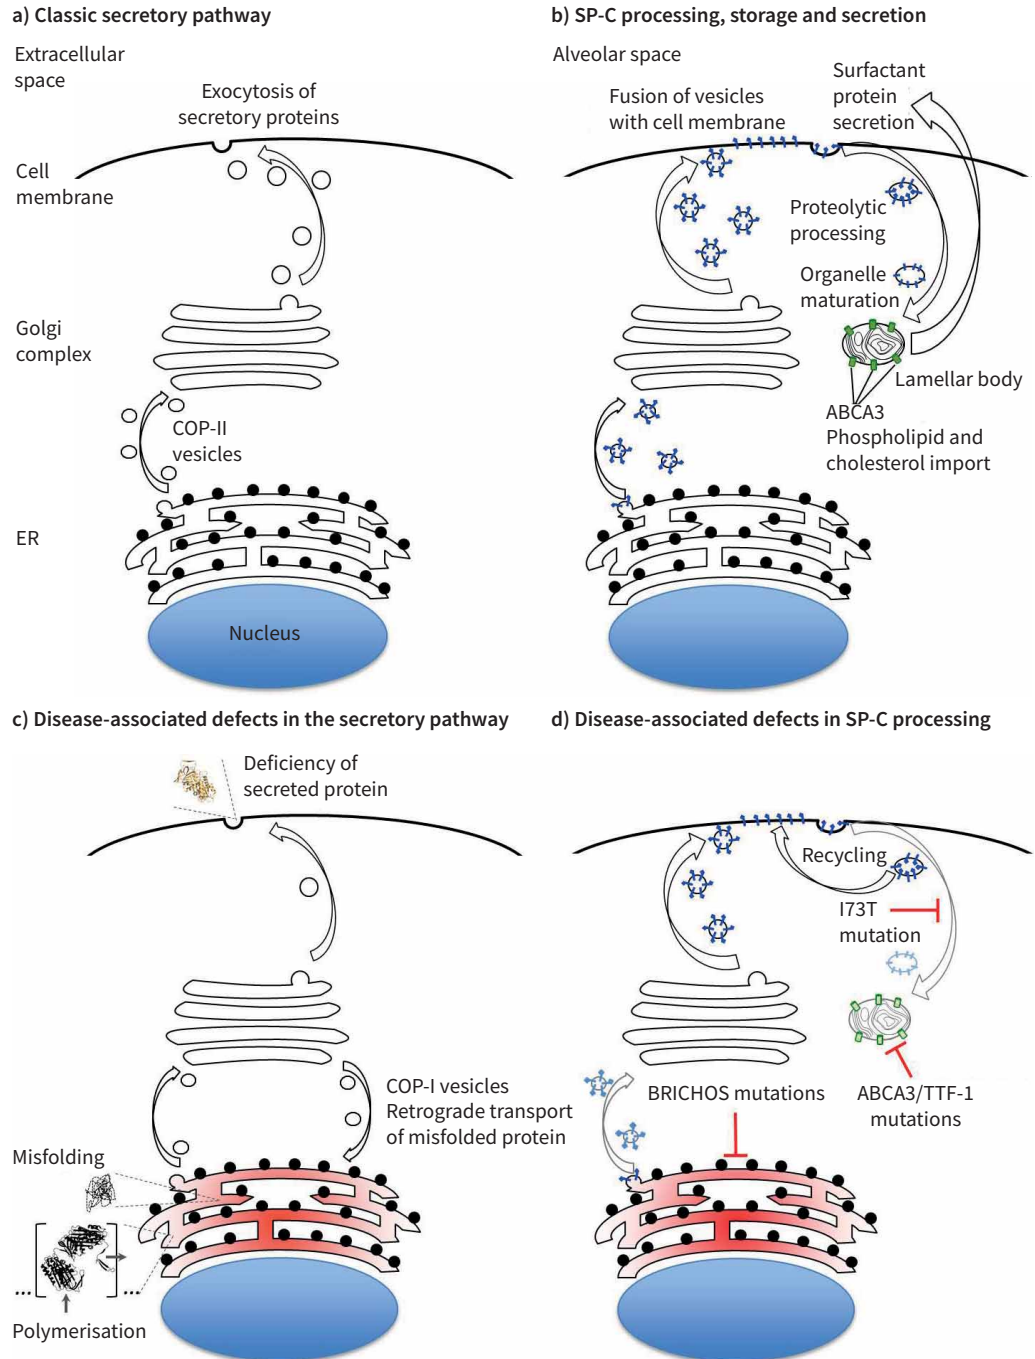 a) Classic secretory pathway
Extracellular
space
Exocytosis of
secretory proteins
Cell
membrane
Golgi
complex
COP-II
vesicles
ER
Nucleus
b) SP-C processing, storage and secretion
Alveolar space
Fusion of vesicles
with cell membrane
Surfactant
protein
secretion
Proteolytic
processing
Organelle
maturation
Lamellar body
ABCA3
Phospholipid and
cholesterol import
c) Disease-associated defects in the secretory pathway
Deficiency of
secreted protein
COP-I vesicles
Retrograde transport
of misfolded protein
Misfolding
... ...
Polymerisation
d) Disease-associated defects in SP-C processing
Recycling
I73T
mutation
BRICHOS mutations
ABCA3/TTF-1
mutations